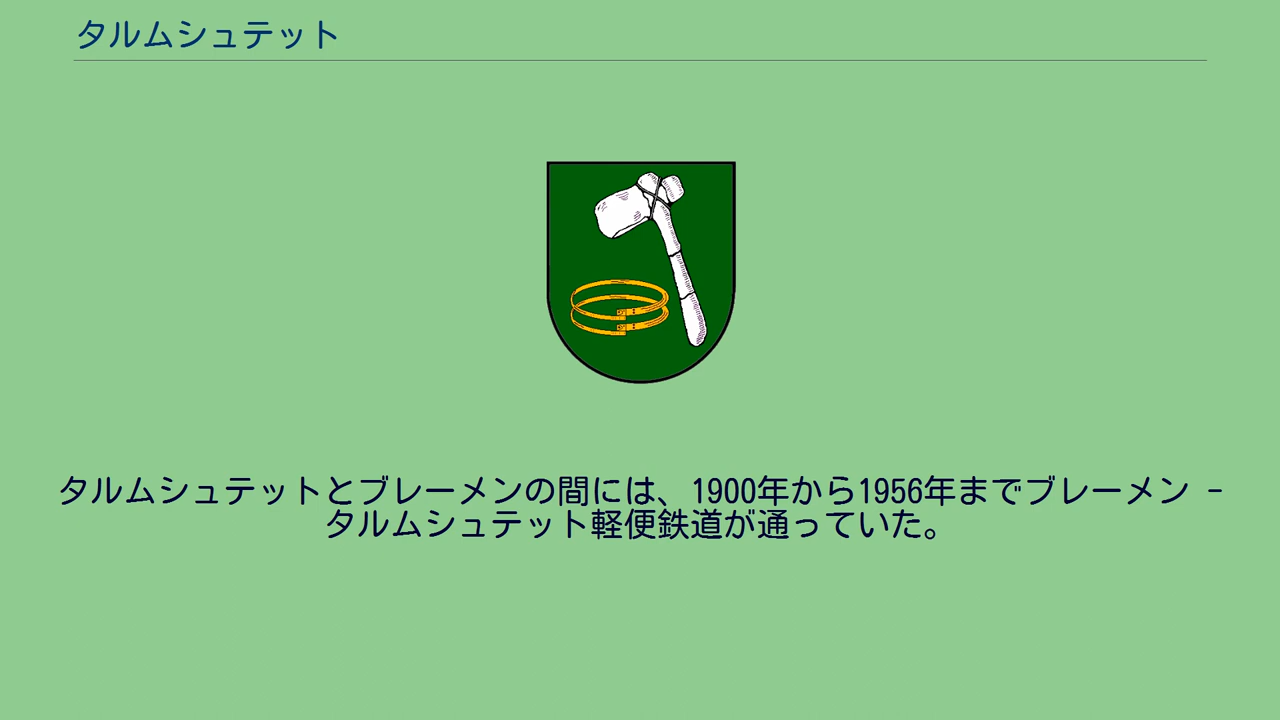 タルムシュテット
タルムシュテットとブレーメンの間には、1900年から1956年までブレーメン -
タルムシュテット軽便鉄道が通っていた。